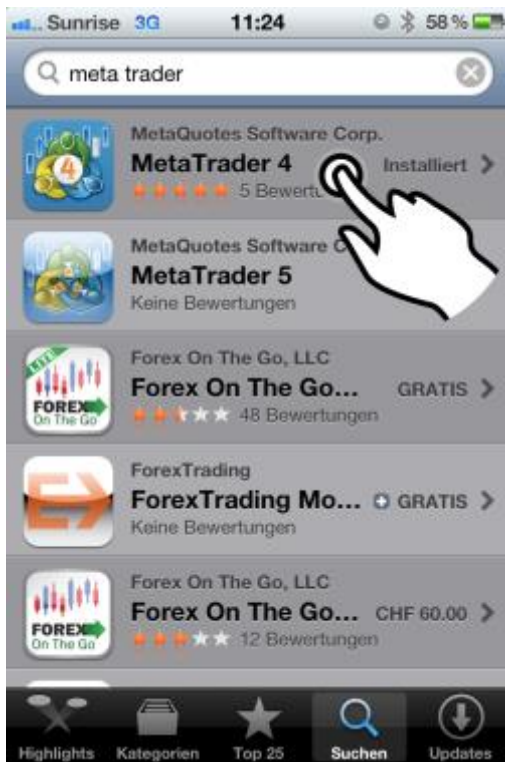 Sunrise 3G 11:24 58 %
meta trader
MetaQuotes Software Corp.
4
MetaTrader 4
Installiert
5 Bewertu
MetaQuotes Software C
MetaTrader 5
Keine Bewertungen
Forex On The Go, LLC
LITE
FOREX
On The Go
Forex On The Go...
GRATIS
48 Bewertungen
ForexTrading
ForexTrading Mo...
GRATIS
Keine Bewertungen
Forex On The Go, LLC
FOREX
On The Go
Forex On The Go...
CHF 60.00
12 Bewertungen
Highlights Kategorien Top 25 Suchen Updates